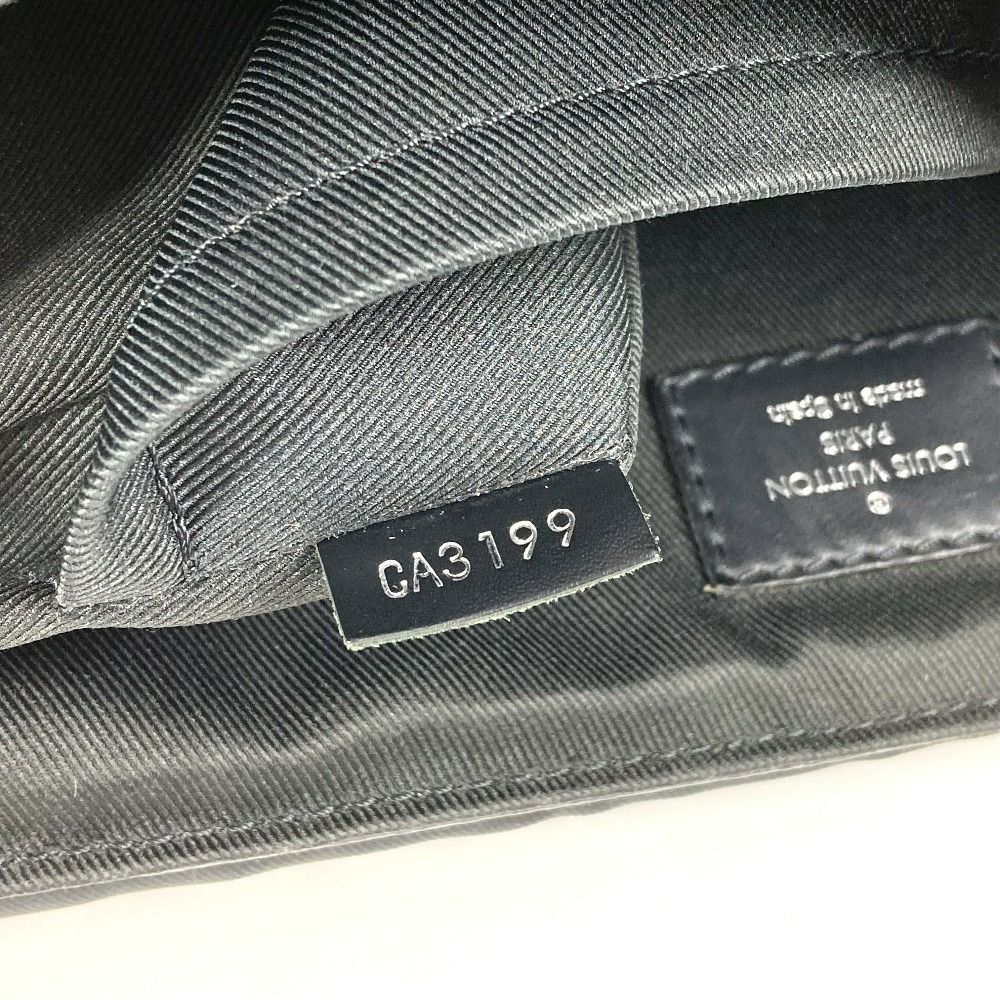 CA3199
®
LOUIS VUITTON
PARIS
made in Spain